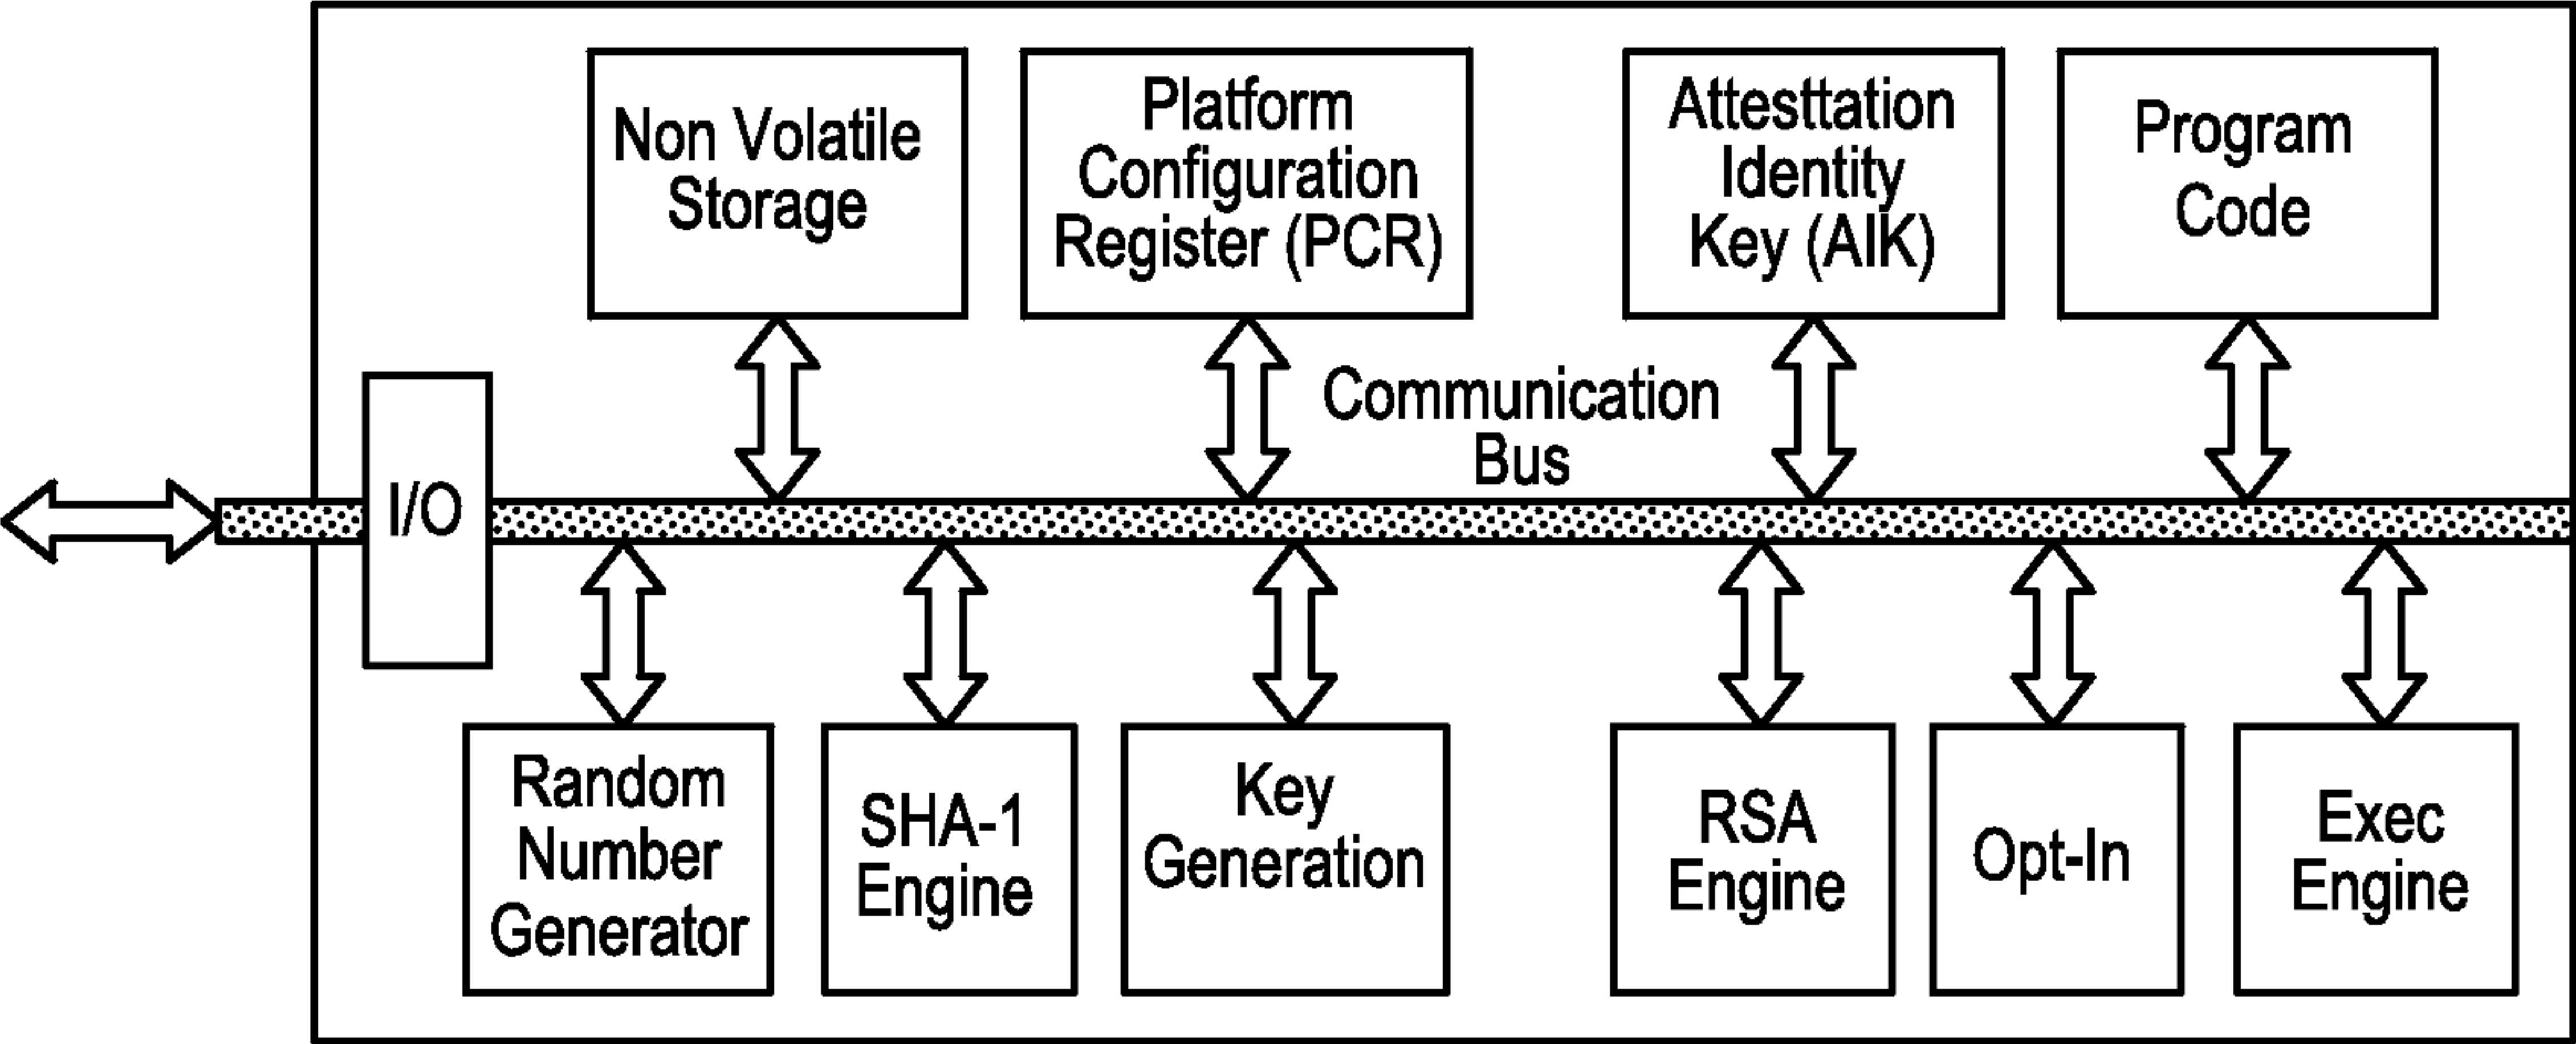 Non Volatile
Storage
Platform
Configuration
Register (PCR)
Attesttation
Identity
Key (AIK)
Program
Code
Communication
Bus
I/O
Random
Number
Generator
SHA-1
Engine
Key
Generation
RSA
Engine
Opt-In
Exec
Engine